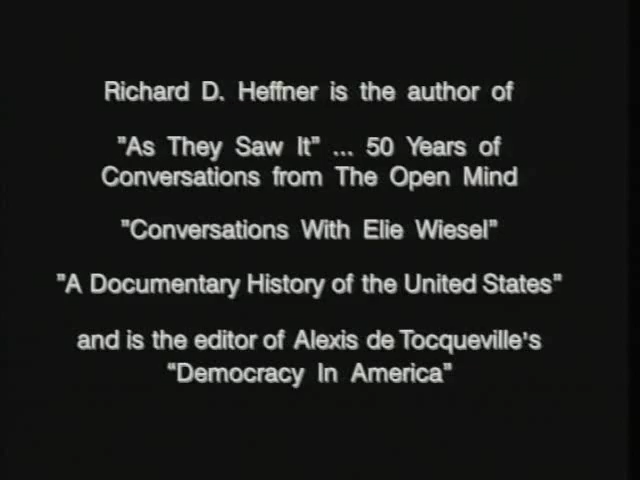 Richard D. Heffner is the author of
"As They Saw It" ... 50 Years of
Conversations from The Open Mind
"Conversations With Elie Wiesel"
"A Documentary History of the United States"
and is the editor of Alexis de Tocqueville's
"Democracy In America"